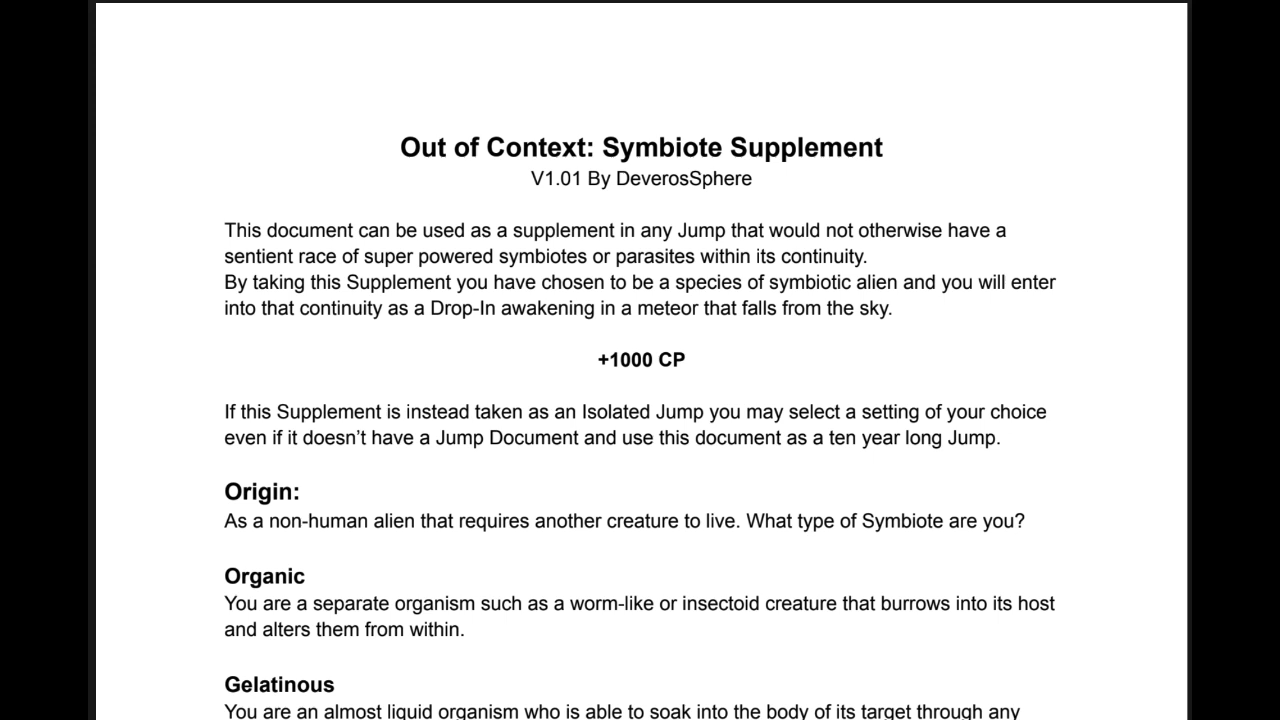 Out of Context: Symbiote Supplement
V1.01 By DeverosSphere
This document can be used as a supplement in any Jump that would not otherwise have a
sentient race of super powered symbiotes or parasites within its continuity.
By taking this Supplement you have chosen to be a species of symbiotic alien and you will enter
into that continuity as a Drop-In awakening in a meteor that falls from the sky.
+1000 CP
If this Supplement is instead taken as an Isolated Jump you may select a setting of your choice
even if it doesn’t have a Jump Document and use this document as a ten year long Jump.
Origin:
As a non-human alien that requires another creature to live. What type of Symbiote are you?
Organic
You are a separate organism such as a worm-like or insectoid creature that burrows into its host
and alters them from within.
Gelatinous
You are an almost liquid organism who is able to soak into the body of its target through any